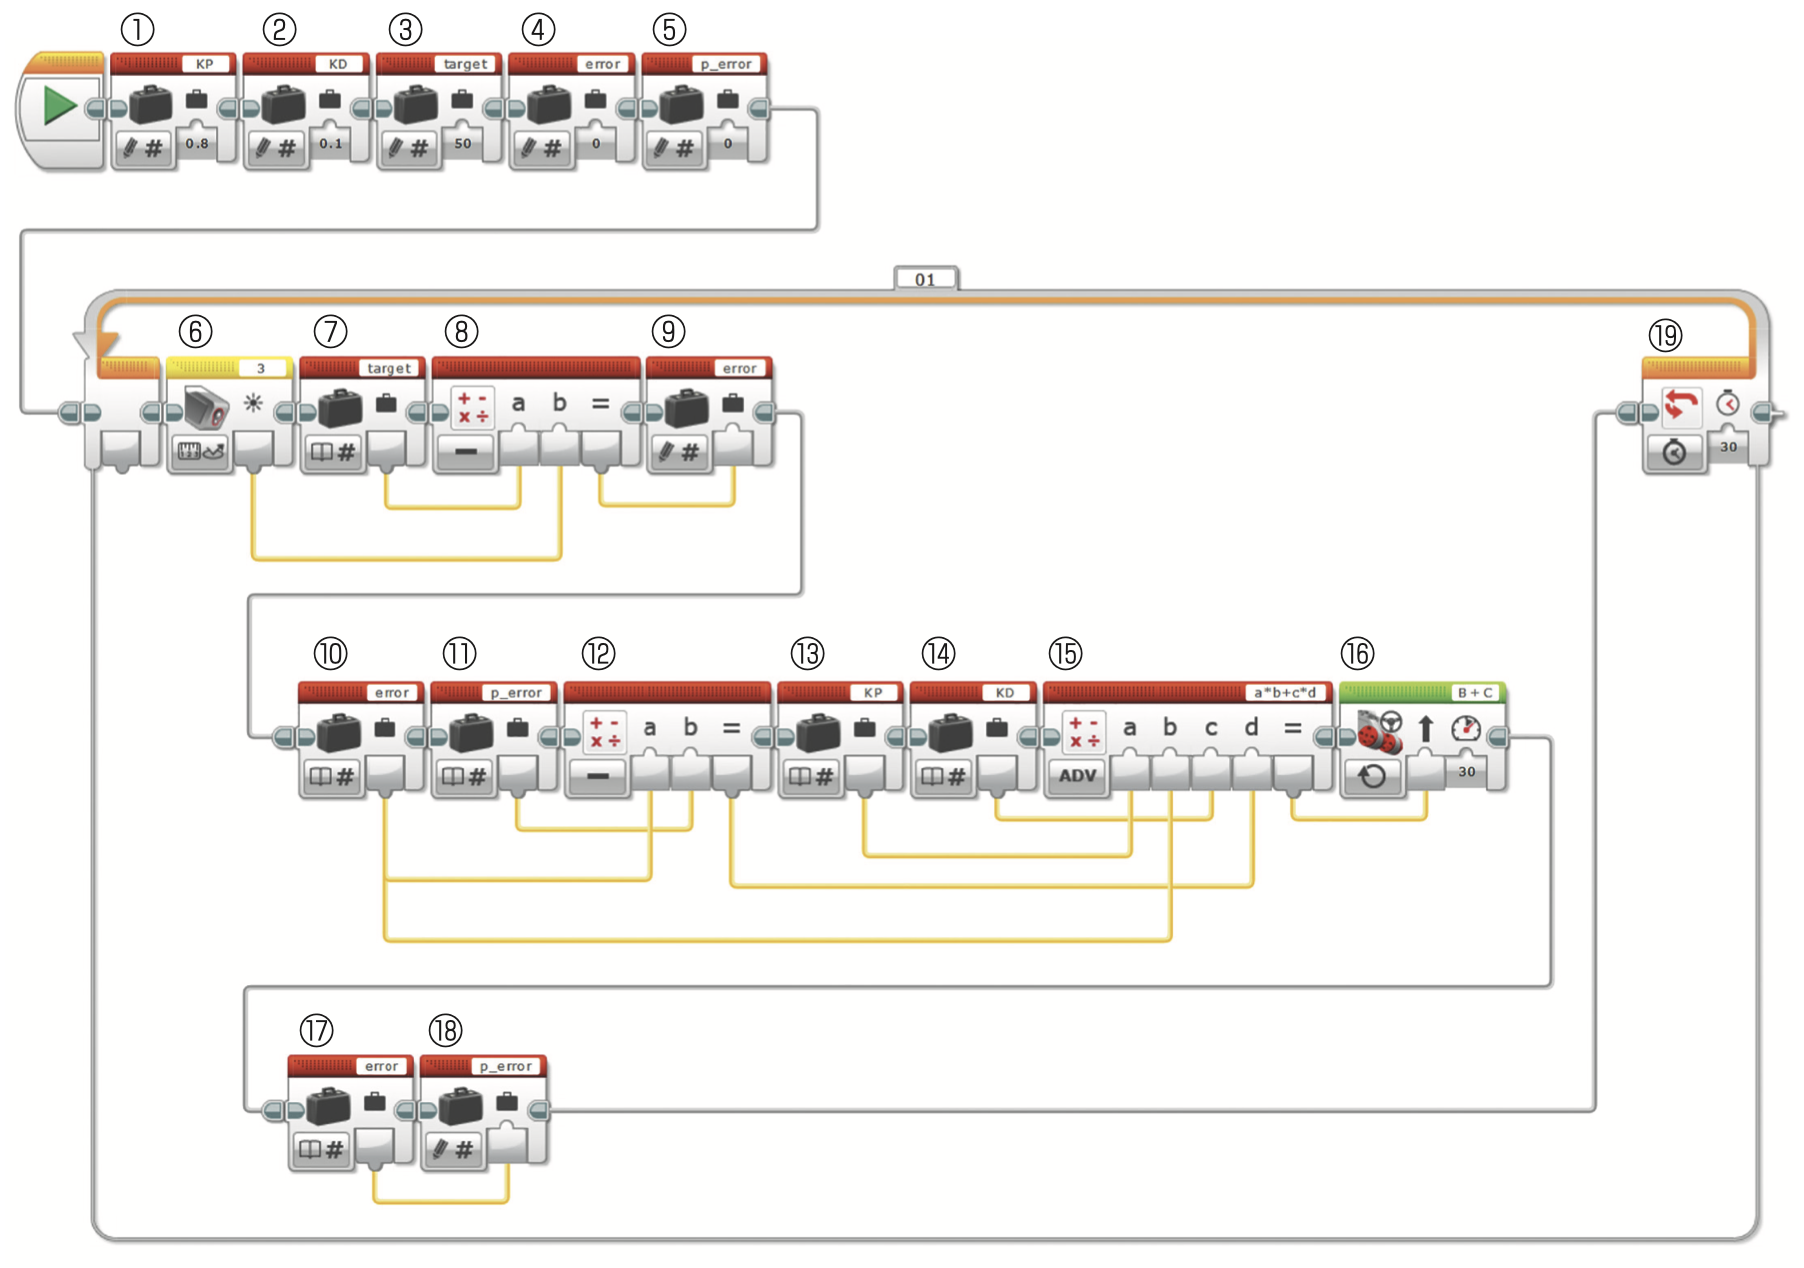 ① ② ③ ④ ⑤
KP KD target error p_error
# # # # #
0.8 0.1 50 0 0
01
⑥ ⑦ ⑧ ⑨ ⑲
3 target error
+ - x ÷ a b =
# − # 30
⑩ ⑪ ⑫ ⑬ ⑭ ⑮ ⑯
error p_error KP KD a*b+c*d B + C
+ - x ÷ a b = + - x ÷ a b c d =
# # − # # ADV 30
⑰ ⑱
error p_error
# #